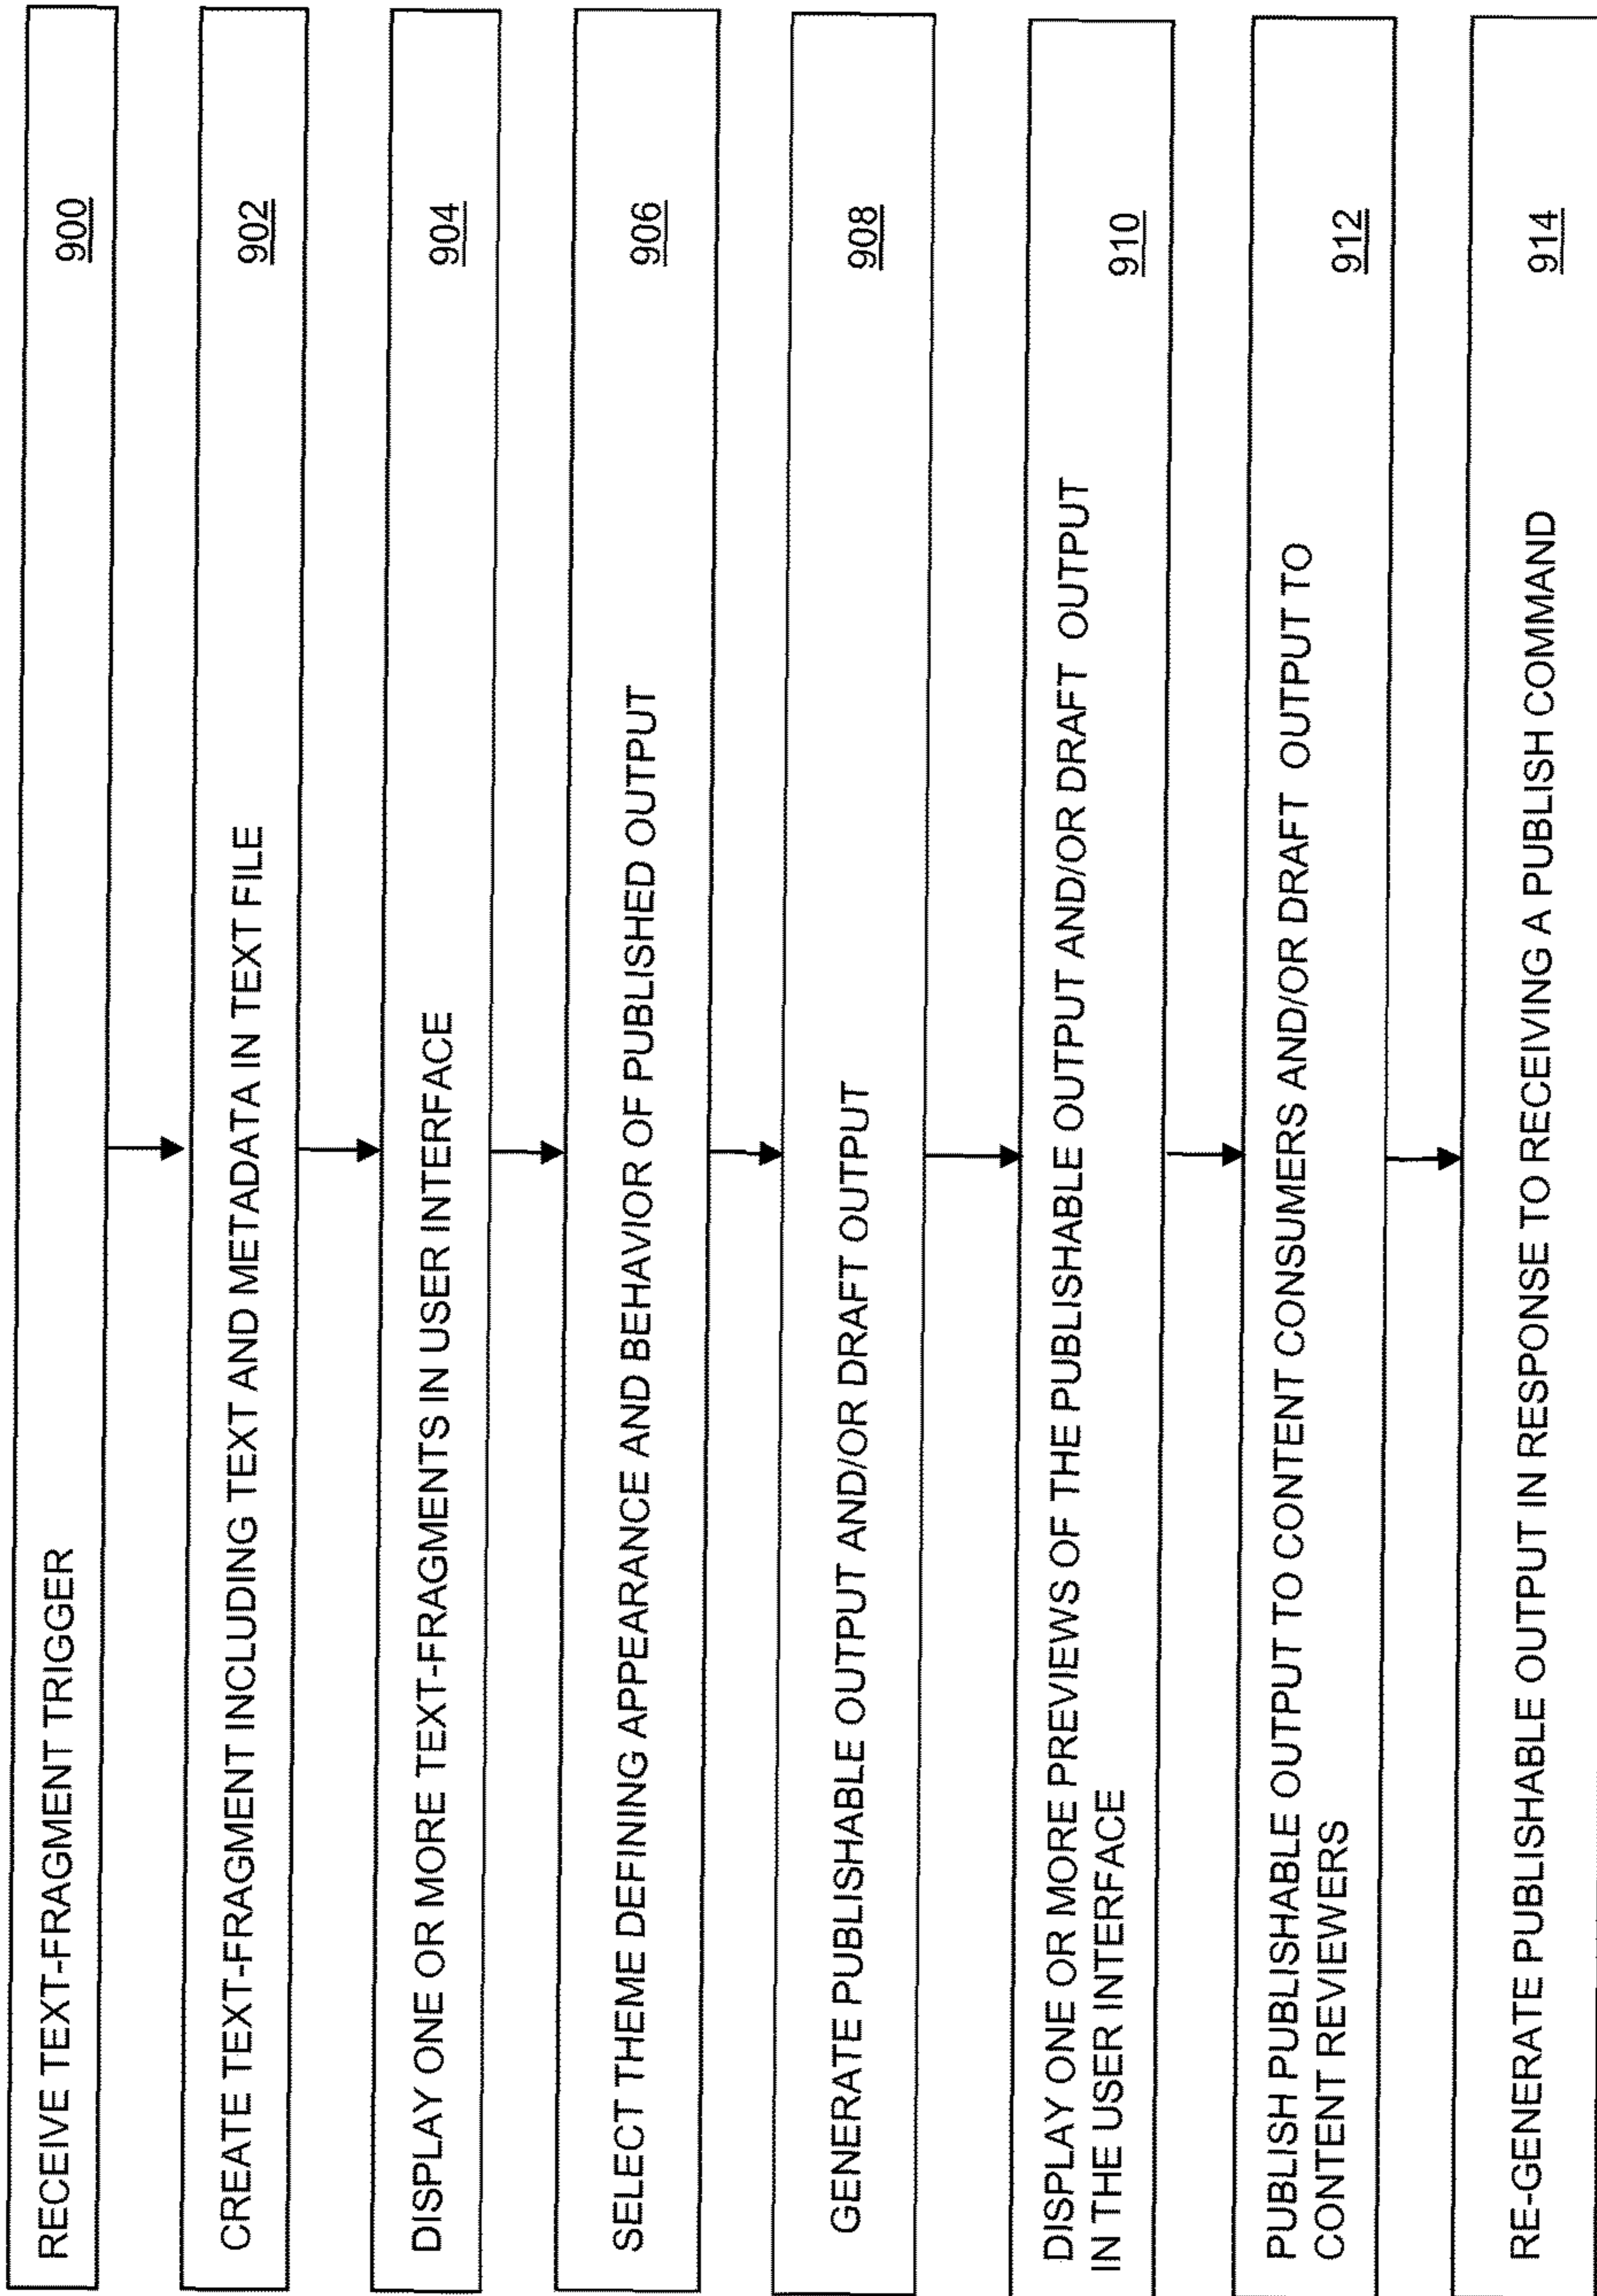 RECEIVE TEXT-FRAGMENT TRIGGER 900
CREATE TEXT-FRAGMENT INCLUDING TEXT AND METADATA IN TEXT FILE 902
DISPLAY ONE OR MORE TEXT-FRAGMENTS IN USER INTERFACE 904
SELECT THEME DEFINING APPEARANCE AND BEHAVIOR OF PUBLISHED OUTPUT 906
GENERATE PUBLISHABLE OUTPUT AND/OR DRAFT OUTPUT 908
DISPLAY ONE OR MORE PREVIEWS OF THE PUBLISHABLE OUTPUT AND/OR DRAFT OUTPUT
IN THE USER INTERFACE 910
PUBLISH PUBLISHABLE OUTPUT TO CONTENT CONSUMERS AND/OR DRAFT OUTPUT TO
CONTENT REVIEWERS 912
RE-GENERATE PUBLISHABLE OUTPUT IN RESPONSE TO RECEIVING A PUBLISH COMMAND 914